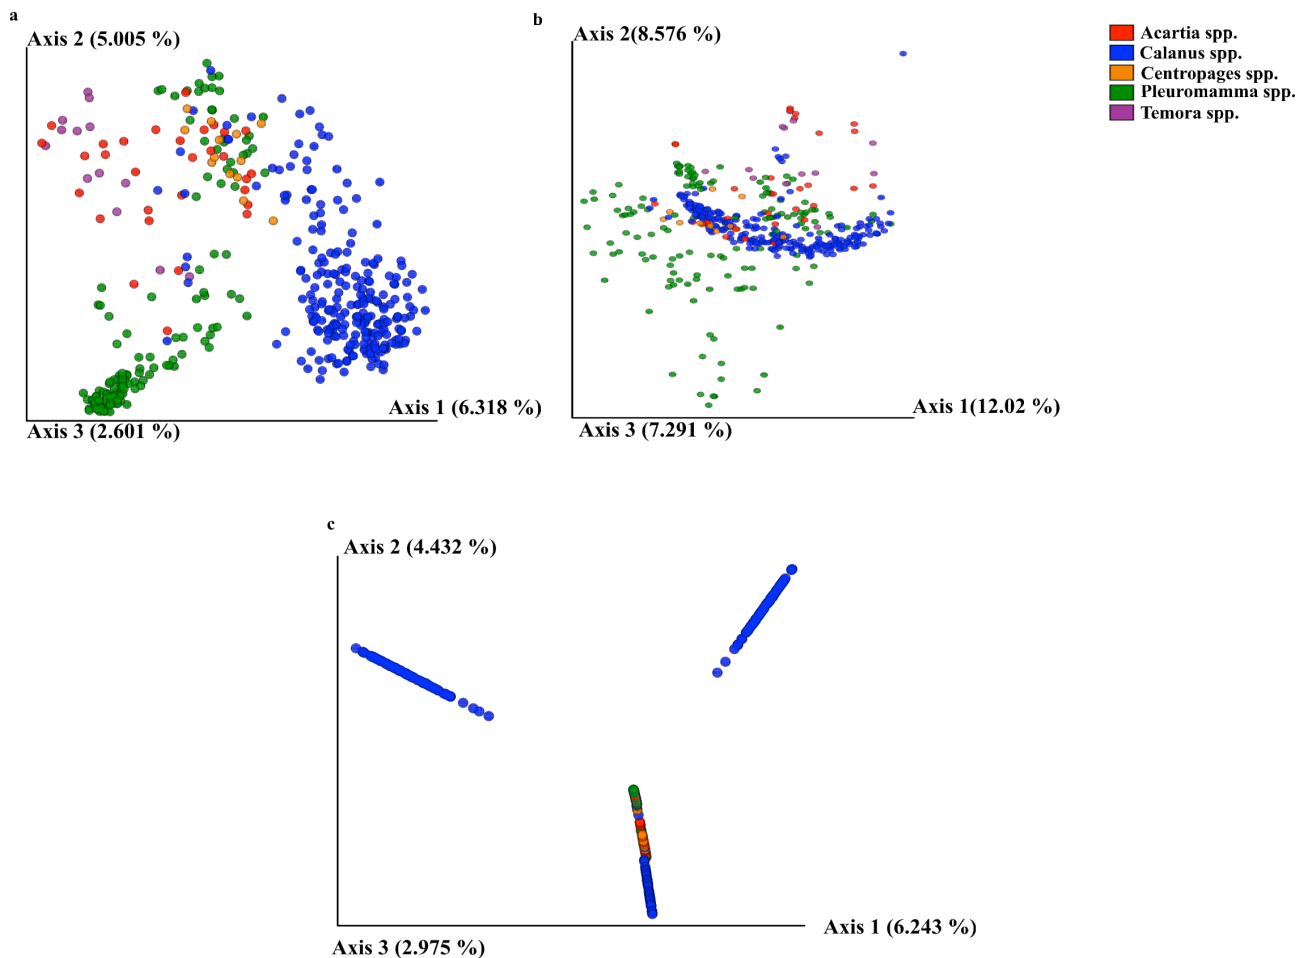 a
Axis 2 (5.005 %)
Axis 1 (6.318 %)
Axis 3 (2.601 %)
b
Axis 2(8.576 %)
Axis 1(12.02 %)
Axis 3 (7.291 %)
Acartia spp.
Calanus spp.
Centropages spp.
Pleuromamma spp.
Temora spp.
c
Axis 2 (4.432 %)
Axis 1 (6.243 %)
Axis 3 (2.975 %)